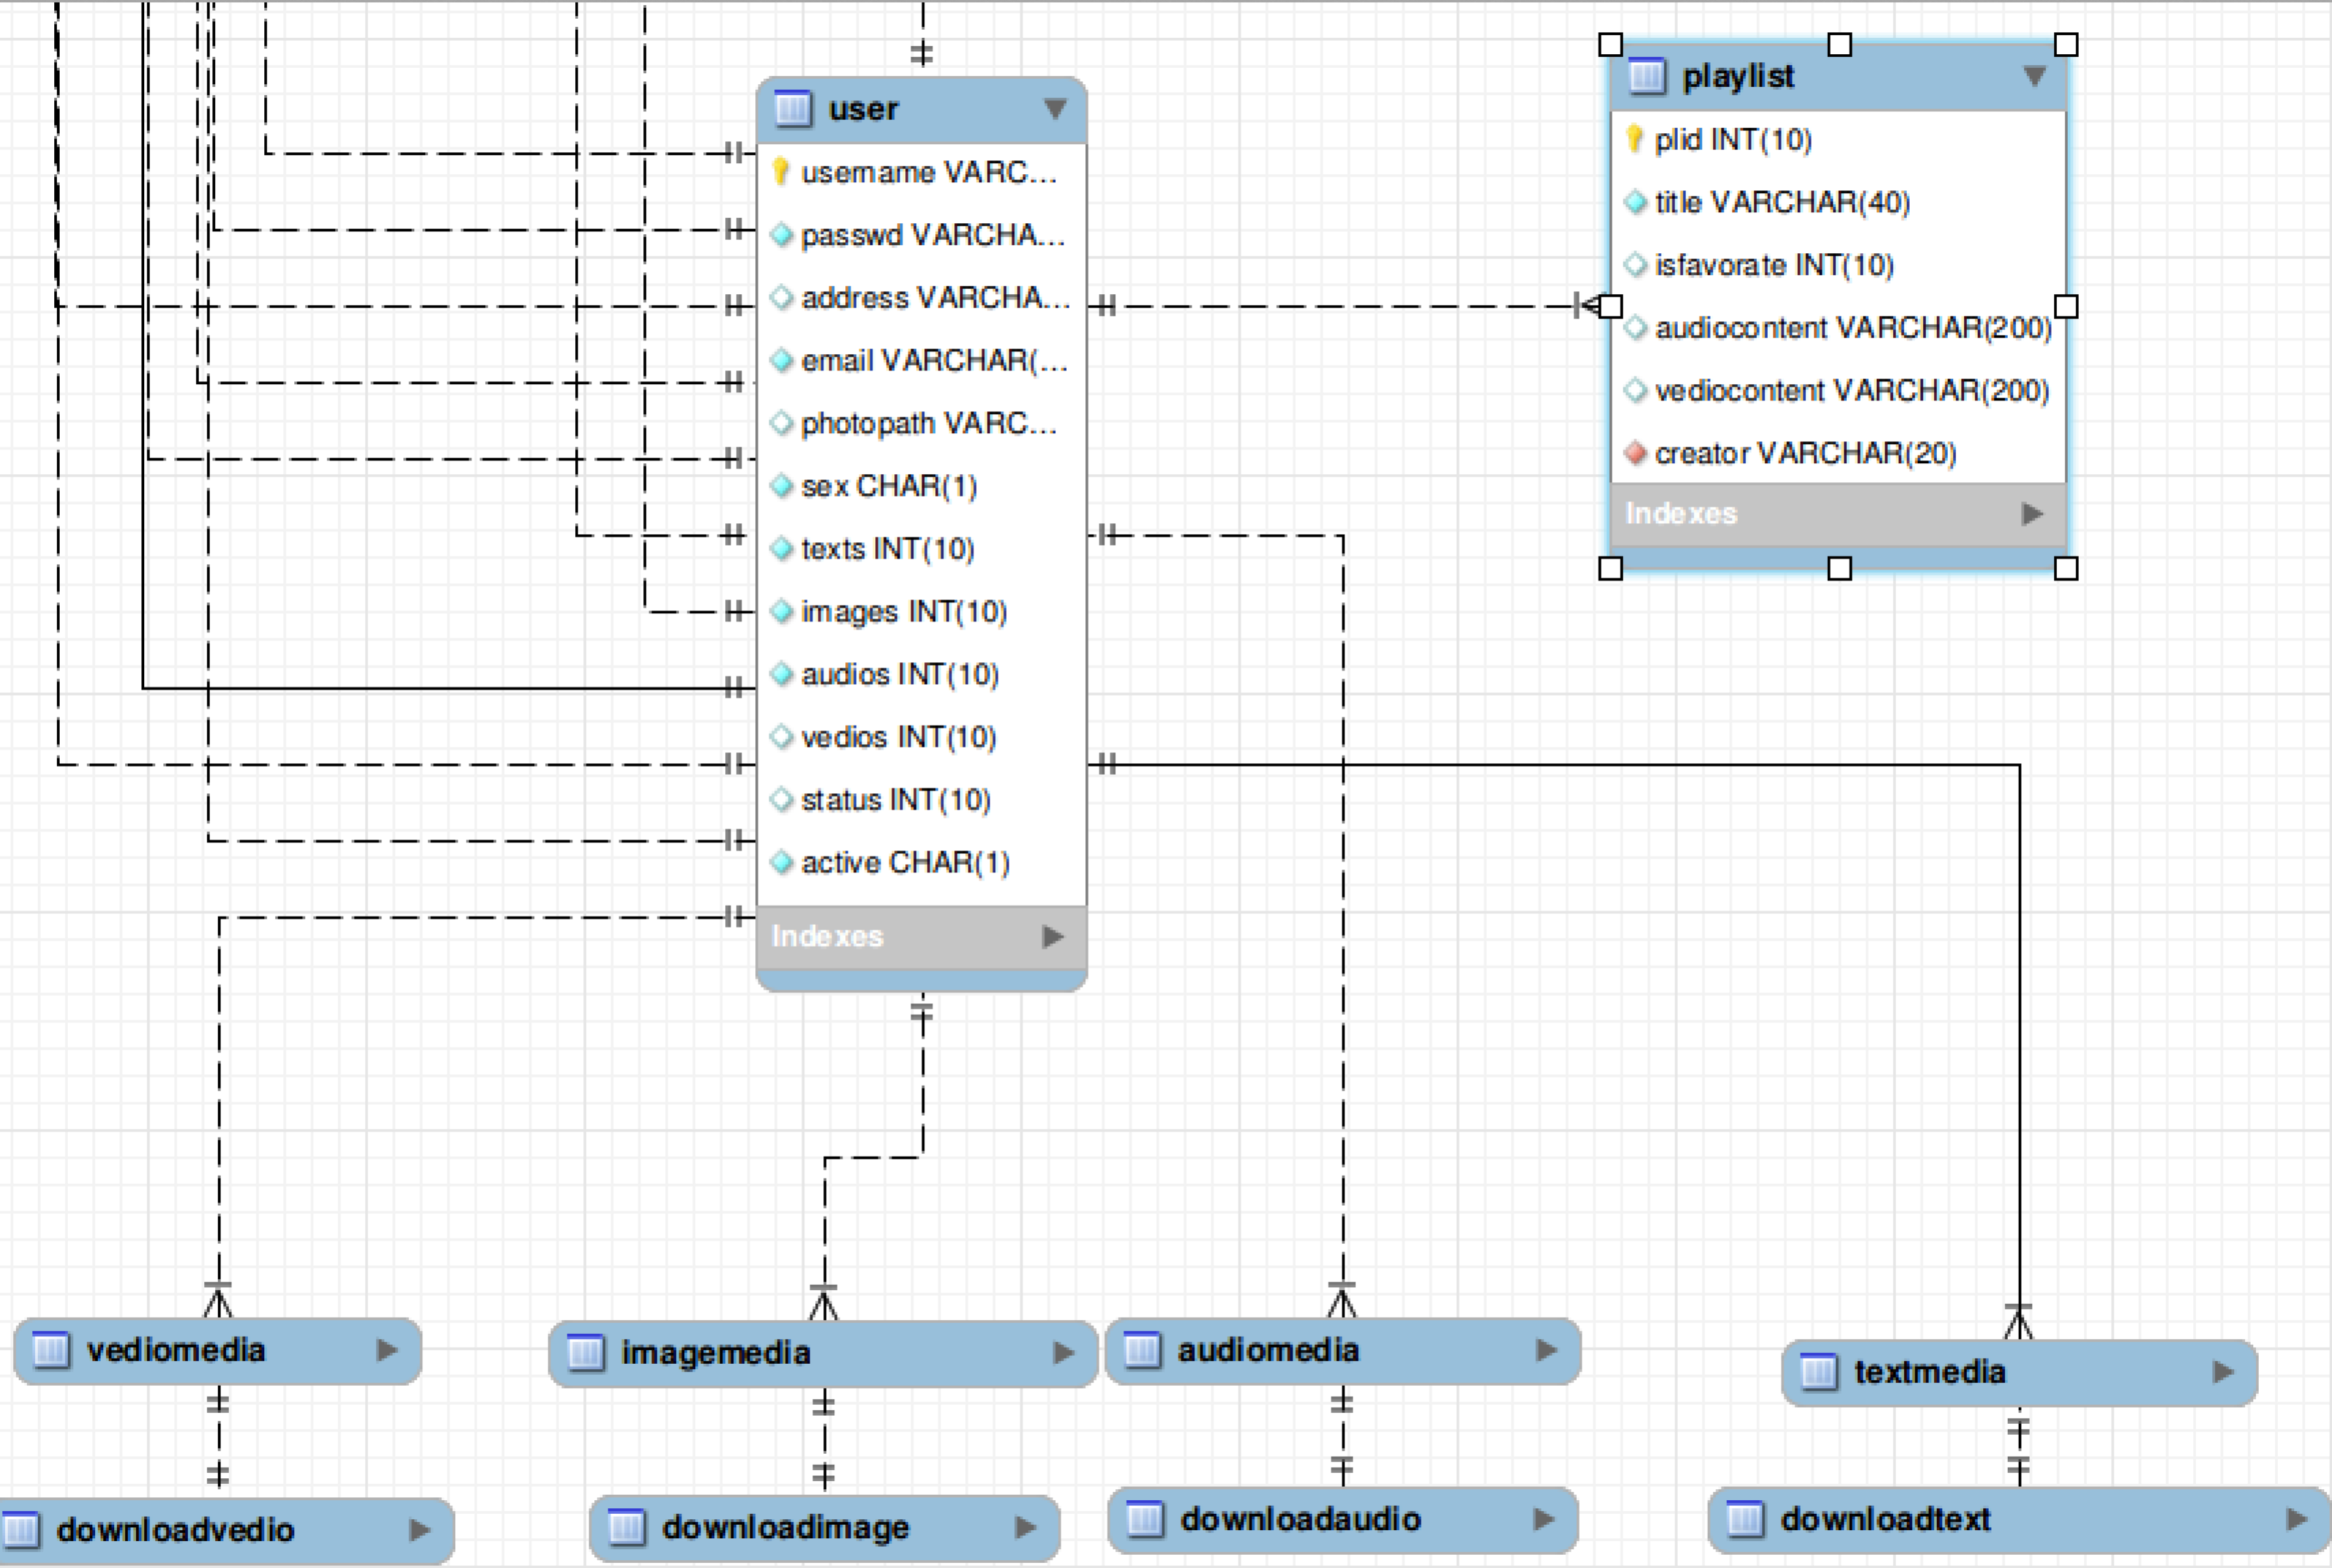 user
username VARC...
passwd VARCHA...
address VARCHA...
email VARCHAR(...
photopath VARC...
sex CHAR(1)
texts INT(10)
images INT(10)
audios INT(10)
vedios INT(10)
status INT(10)
active CHAR(1)
Indexes
playlist
plid INT(10)
title VARCHAR(40)
isfavorate INT(10)
audiocontent VARCHAR(200)
vediocontent VARCHAR(200)
creator VARCHAR(20)
Indexes
vediomedia
imagemedia
audiomedia
textmedia
downloadvedio
downloadimage
downloadaudio
downloadtext